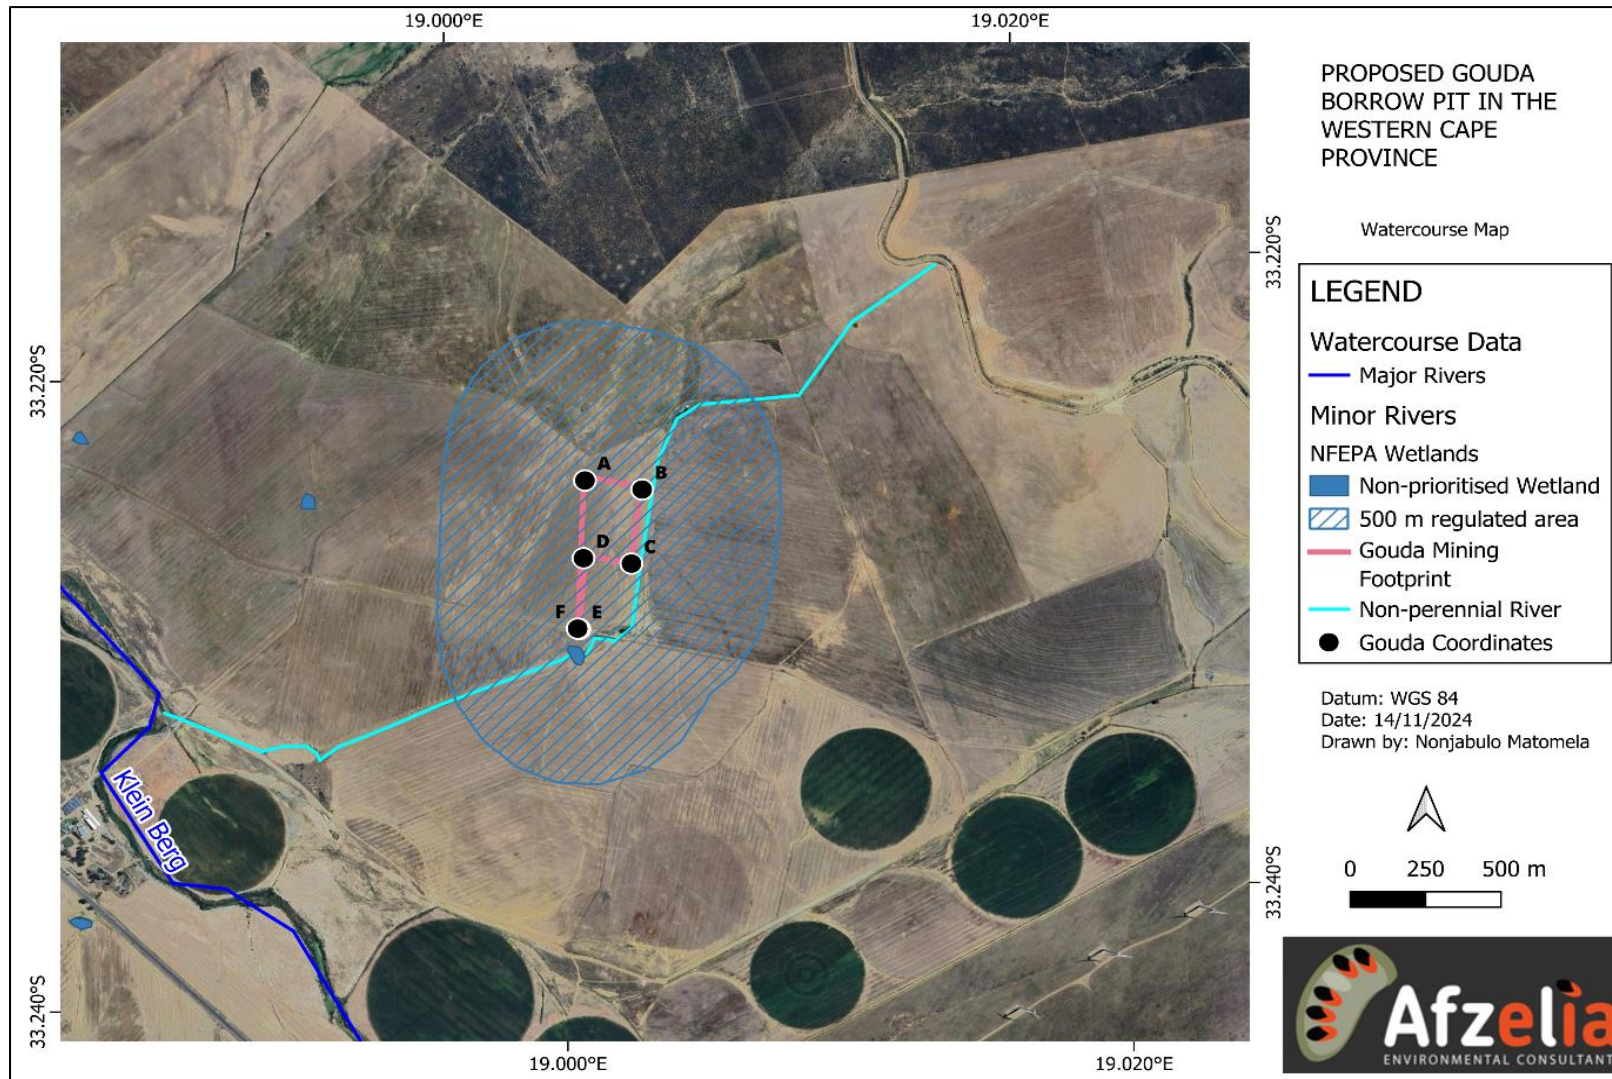 19.000°E
19.020°E
33.220°S
33.220°S
33.240°S
33.240°S
19.000°E
19.020°E
A
B
D
C
F
E
Klein Berg
PROPOSED GOUDA
BORROW PIT IN THE
WESTERN CAPE
PROVINCE
Watercourse Map
LEGEND
Watercourse Data
Major Rivers
Minor Rivers
NFEPA Wetlands
Non-prioritised Wetland
500 m regulated area
Gouda Mining
Footprint
Non-perennial River
Gouda Coordinates
Datum: WGS 84
Date: 14/11/2024
Drawn by: Nonjabulo Matomela
0 250 500 m
Afzelia
ENVIRONMENTAL CONSULTANT